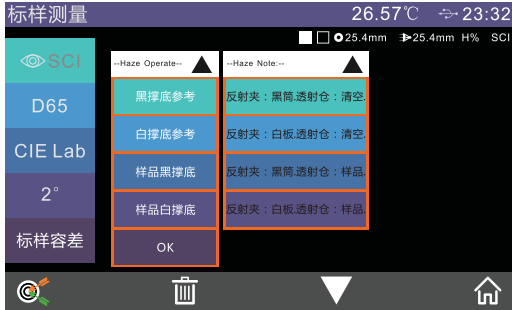 标样测量 26.57℃ 23:32
25.4mm 25.4mm H% SCI
SCI
D65
CIE Lab
2°
标样容差
--Haze Operate--
黑撑底参考
白撑底参考
样品黑撑底
样品白撑底
OK
--Haze Note:--
反射夹：黑筒.透射仓：清空.
反射夹：白板.透射仓：清空.
反射夹：黑筒.透射仓：样品.
反射夹：白板.透射仓：样品.